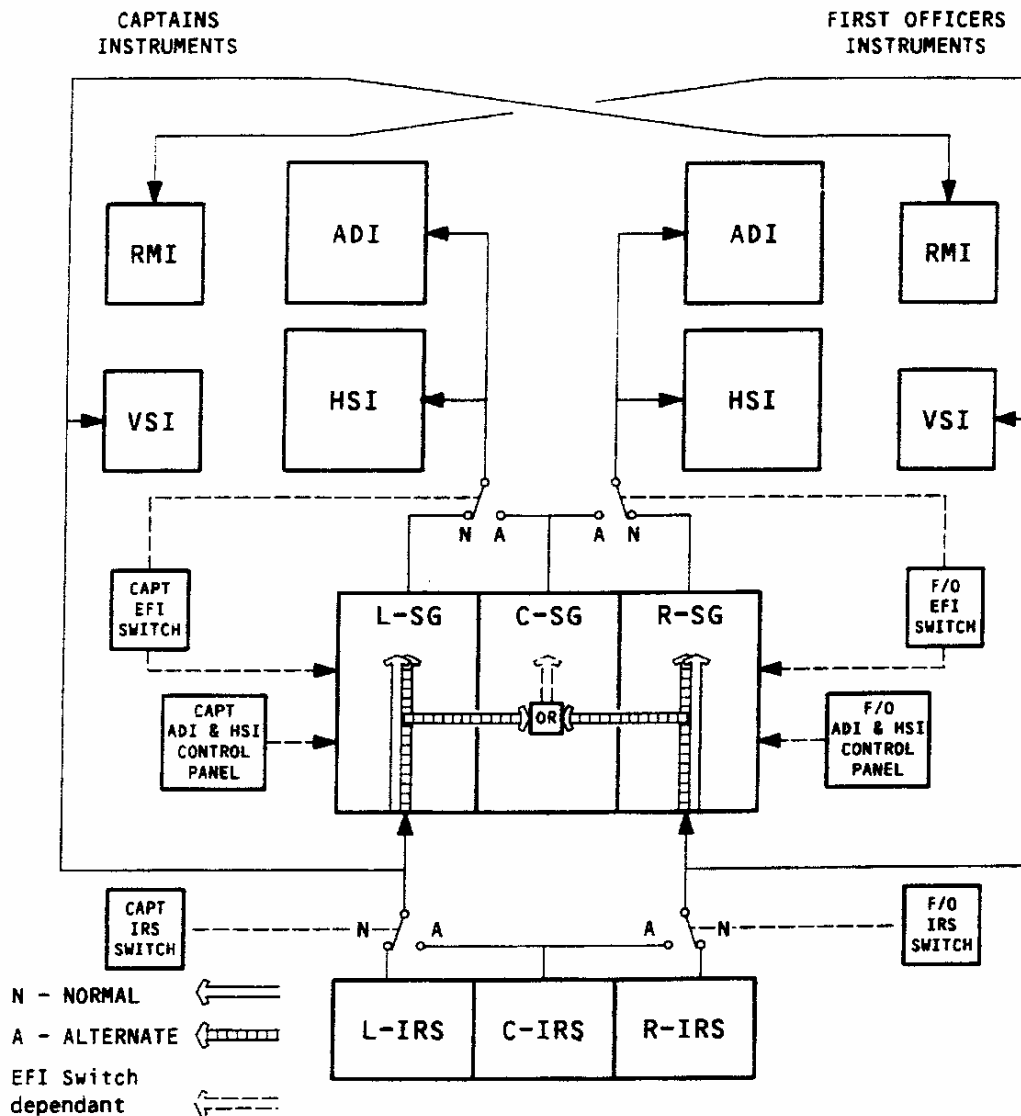 CAPTAINS
INSTRUMENTS
FIRST OFFICERS
INSTRUMENTS
RMI
ADI
ADI
RMI
VSI
HSI
HSI
VSI
N
A
A
N
CAPT
EFI
SWITCH
F/O
EFI
SWITCH
L-SG
C-SG
R-SG
CAPT
ADI & HSI
CONTROL
PANEL
OR
F/O
ADI & HSI
CONTROL
PANEL
CAPT
IRS
SWITCH
N
A
A
N
F/O
IRS
SWITCH
N - NORMAL
A - ALTERNATE
EFI Switch
dependant
L-IRS
C-IRS
R-IRS